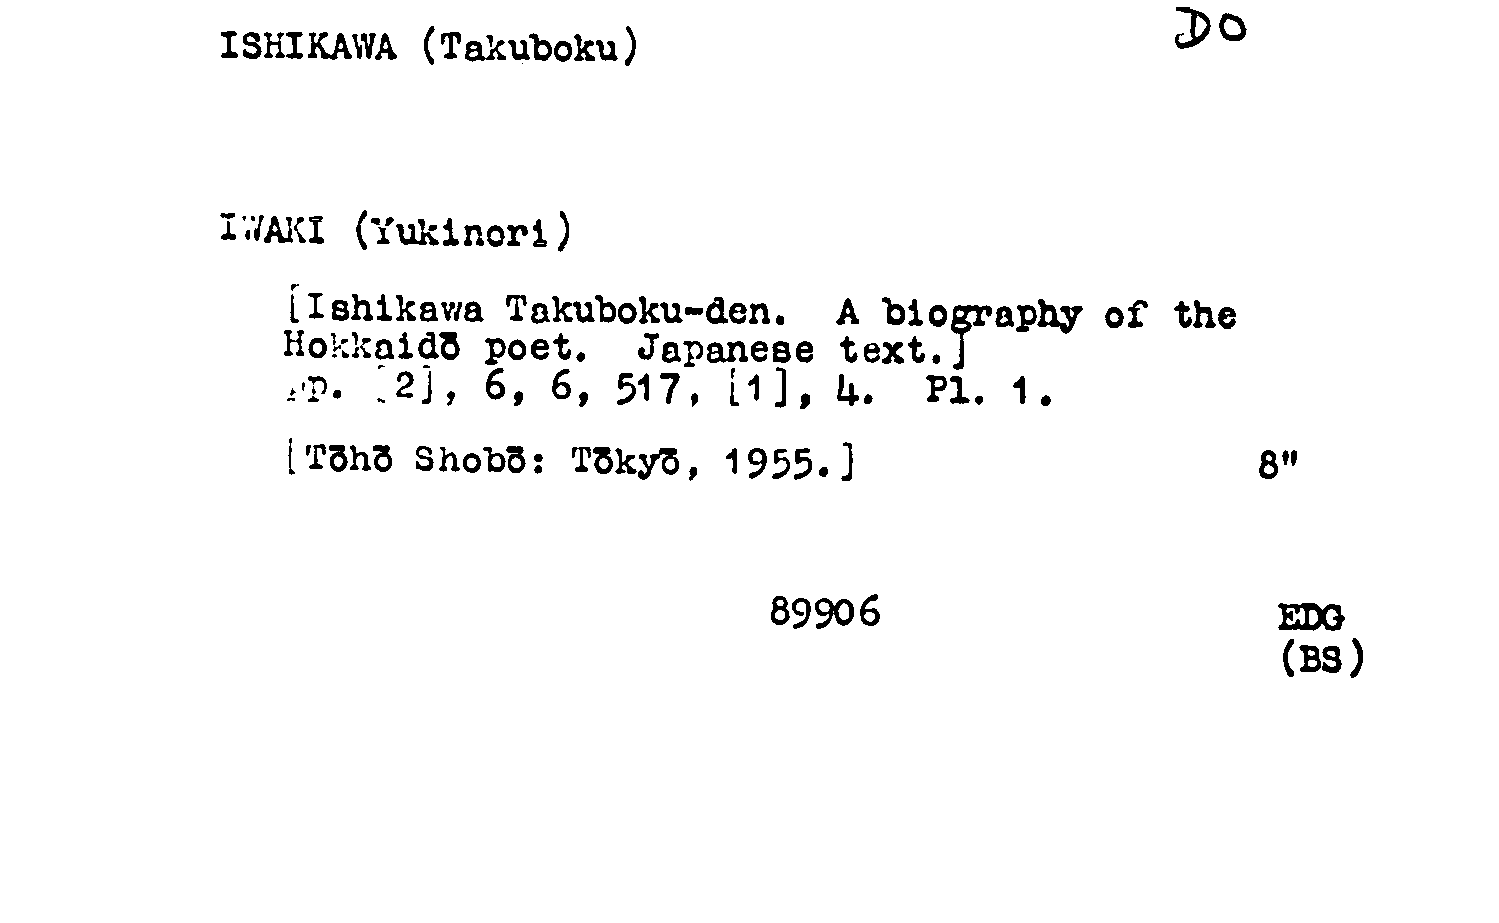 ISHIKAWA (Takuboku) DO
IWAKI (Yukinori)
[Ishikawa Takuboku-den. A biography of the
Hokkaidō poet. Japanese text.]
pp. [2], 6, 6, 517, [1], 4. Pl. 1.
[Tōhō Shobō: Tōkyō, 1955.] 8"
89906 EDG
(BS)